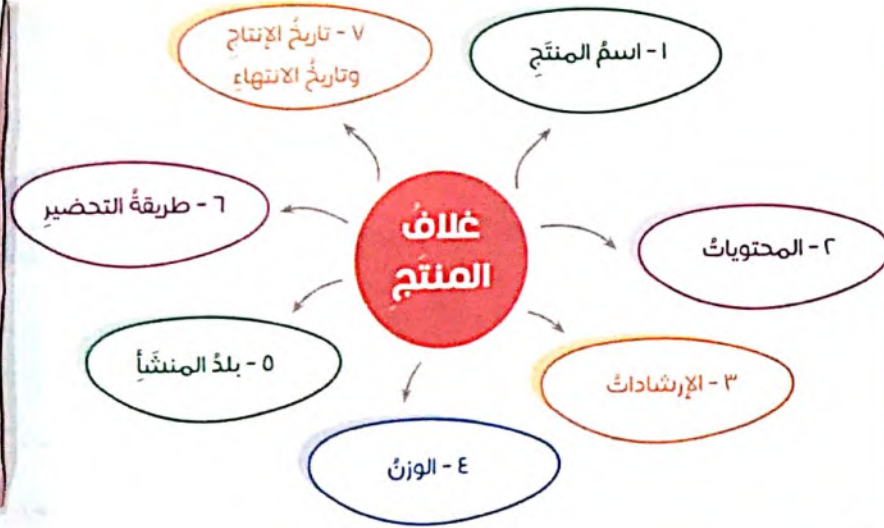 غلافُ
المنتَجِ
١ - اسمُ المنتَجِ
٢ - المحتوياتُ
٣ - الإرشاداتُ
٤ - الوزنُ
٥ - بلدُ المنشَأِ
٦ - طريقةُ التحضيرِ
٧ - تاريخُ الإنتاجِ
وتاريخُ الانتهاءِ